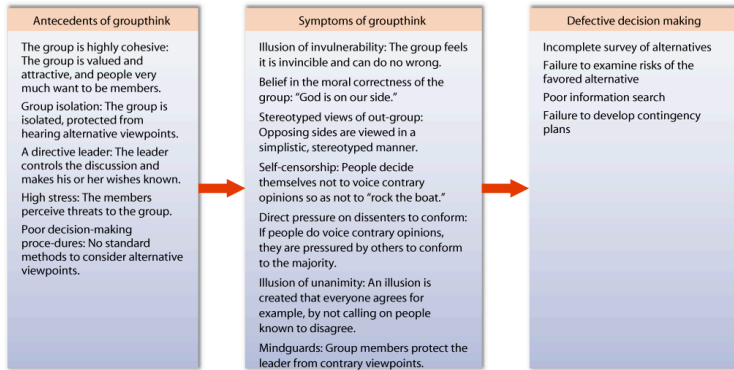 Antecedents of groupthink
The group is highly cohesive:
The group is valued and
attractive, and people very
much want to be members.
Group isolation: The group is
isolated, protected from
hearing alternative viewpoints.
A directive leader: The leader
controls the discussion and
makes his or her wishes known.
High stress: The members
perceive threats to the group.
Poor decision-making
proce-dures: No standard
methods to consider alternative
viewpoints.
Symptoms of groupthink
Illusion of invulnerability: The group feels
it is invincible and can do no wrong.
Belief in the moral correctness of the
group: “God is on our side.”
Stereotyped views of out-group:
Opposing sides are viewed in a
simplistic, stereotyped manner.
Self-censorship: People decide
themselves not to voice contrary
opinions so as not to “rock the boat.”
Direct pressure on dissenters to conform:
If people do voice contrary opinions,
they are pressured by others to conform
to the majority.
Illusion of unanimity: An illusion is
created that everyone agrees for
example, by not calling on people
known to disagree.
Mindguards: Group members protect the
leader from contrary viewpoints.
Defective decision making
Incomplete survey of alternatives
Failure to examine risks of the
favored alternative
Poor information search
Failure to develop contingency
plans